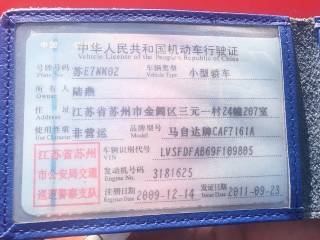 中华人民共和国机动车行驶证
Vehicle License of the People's Republic of China
号牌号码 苏E7WK02 车辆类型 小型轿车
Plate No. Vehicle Type
所有人 陆燕
Owner
住址 江苏省苏州市金阊区三元一村24幢207室
Address
使用性质 非营运 品牌型号 马自达牌CAF7161A
Use Character Model
江苏省苏州 车辆识别代号 LVSFDFAB69F109805
VIN
市公安局交通 发动机号码 3181625
Engine No.
巡逻警察支队 注册日期 2009-12-14 发证日期 2011-09-23
Register Date Issue Date